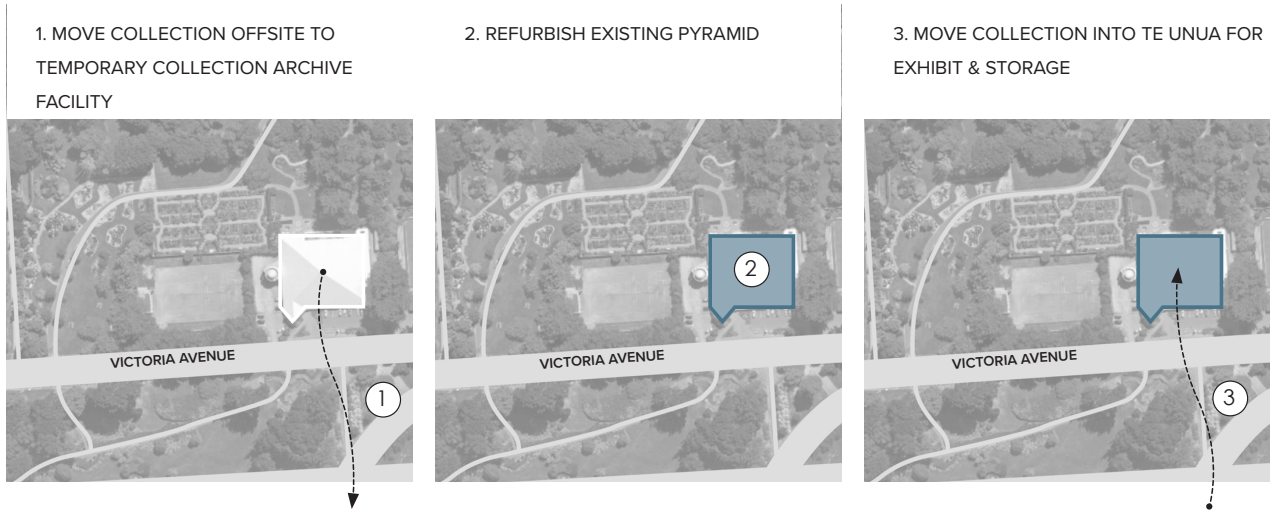 1. MOVE COLLECTION OFFSITE TO
TEMPORARY COLLECTION ARCHIVE
FACILITY
VICTORIA AVENUE
1
2. REFURBISH EXISTING PYRAMID
2
VICTORIA AVENUE
3. MOVE COLLECTION INTO TE UNUA FOR
EXHIBIT & STORAGE
VICTORIA AVENUE
3